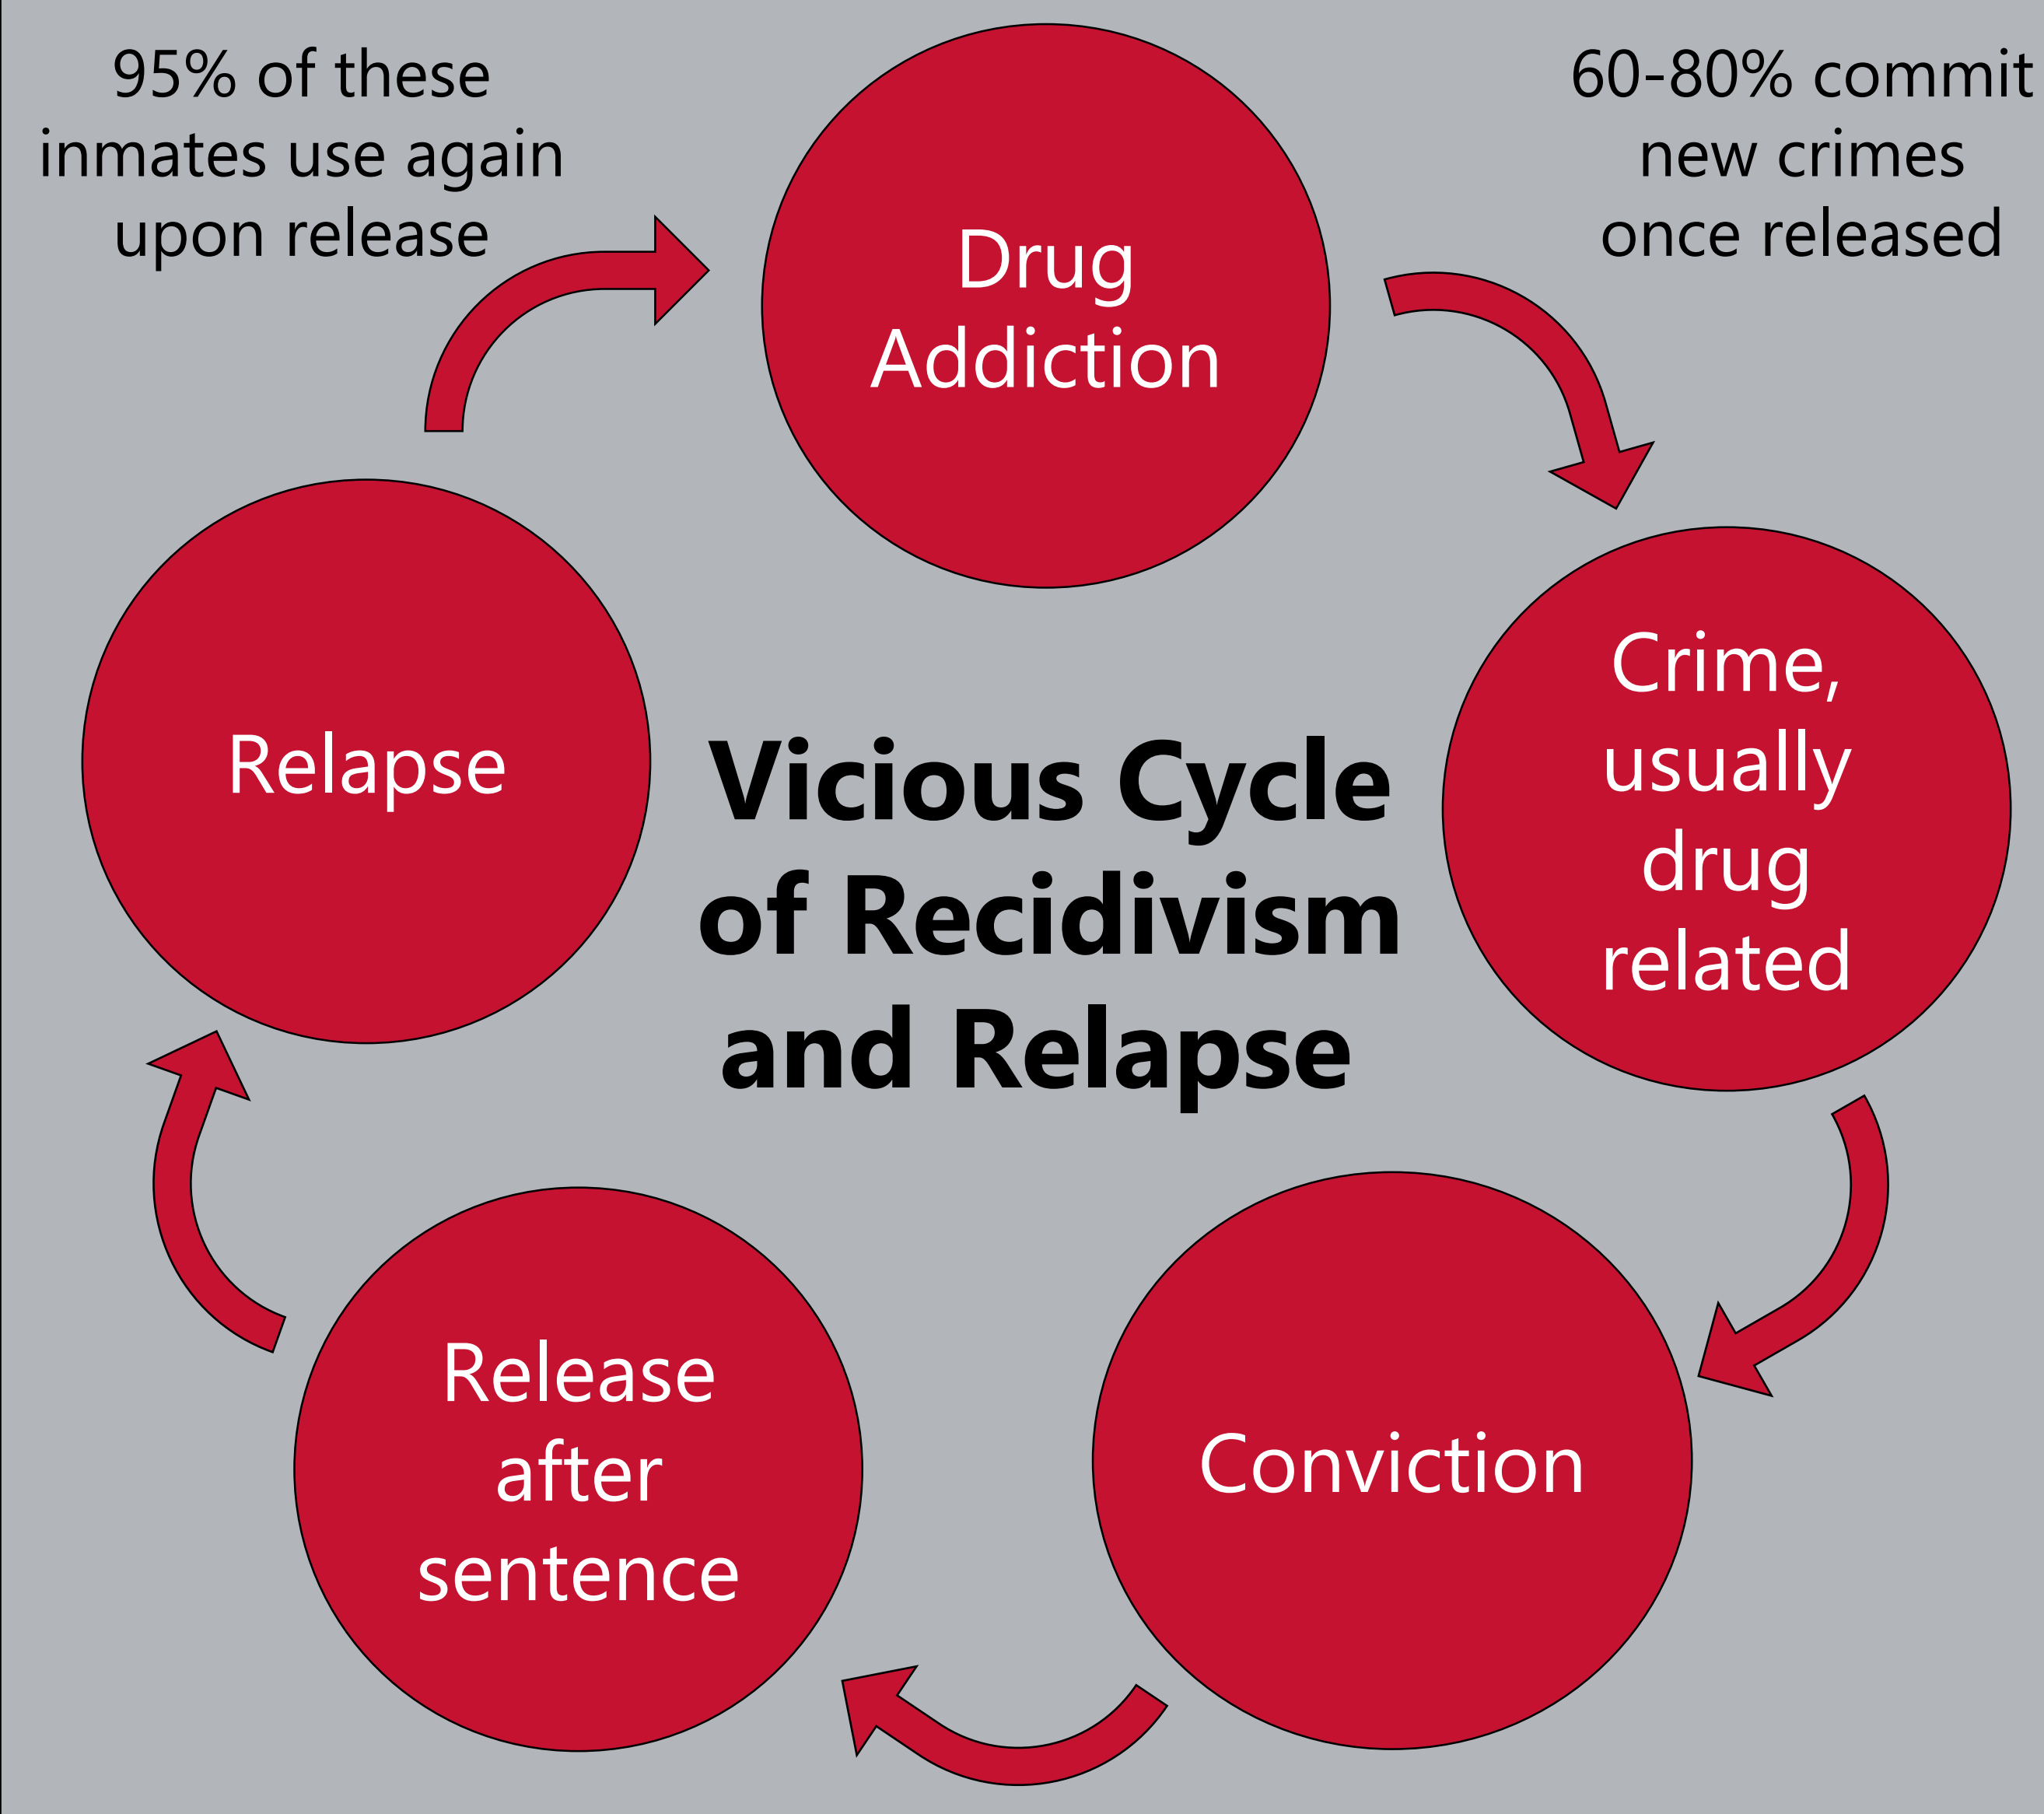 95% of these
inmates use again
upon release
60-80% commit
new crimes
once released
Drug
Addiction
Crime,
usually
drug
related
Conviction
Release
after
sentence
Relapse
Vicious Cycle
of Recidivism
and Relapse